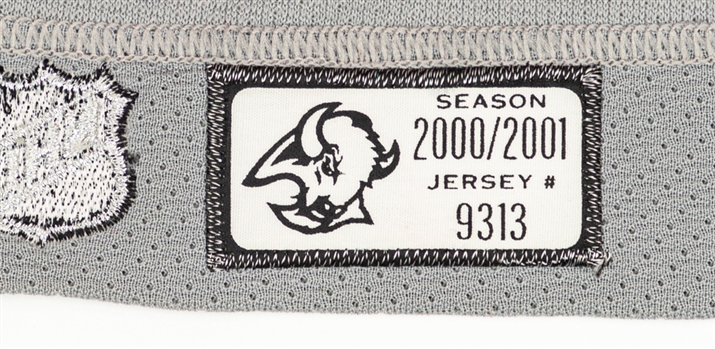 SEASON
2000/2001
JERSEY #
9313